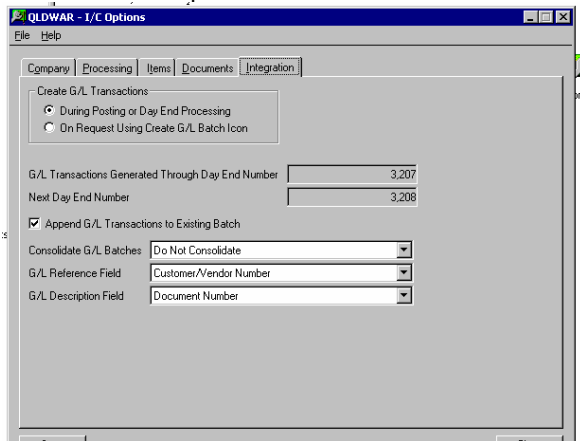 QLDWAR - I/C Options
File Help
Company Processing Items Documents Integration
Create G/L Transactions
During Posting or Day End Processing
On Request Using Create G/L Batch Icon
G/L Transactions Generated Through Day End Number 3,207
Next Day End Number 3,208
Append G/L Transactions to Existing Batch
Consolidate G/L Batches Do Not Consolidate
G/L Reference Field Customer/Vendor Number
G/L Description Field Document Number